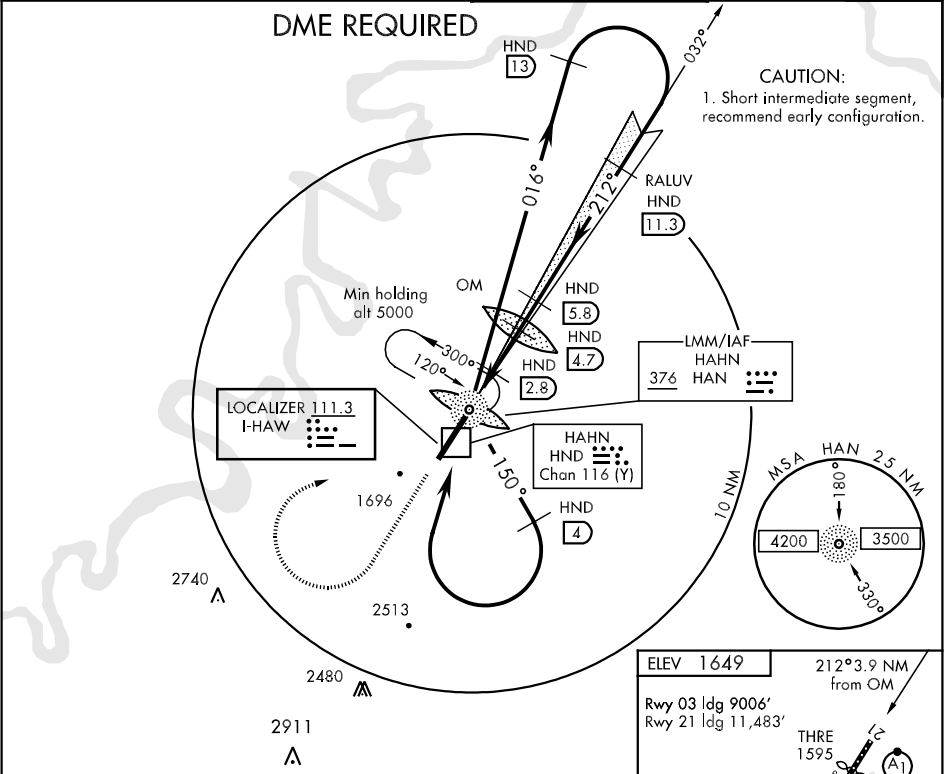 DME REQUIRED
HND
13
032°
CAUTION:
1. Short intermediate segment,
recommend early configuration.
016°
212°
RALUV
HND
11.3
OM
HND
5.8
Min holding
alt 5000
HND
4.7
300°
120°
HND
2.8
LMM/IAF
HAHN
376 HAN
LOCALIZER 111.3
I-HAW
HAHN
HND
Chan 116 (Y)
150°
HND
4
10 NM
1696
MSA HAN 25 NM
180°
4200
3500
330°
2740
2513
2480
2911
ELEV 1649
212° 3.9 NM
from OM
Rwy 03 ldg 9006'
Rwy 21 ldg 11,483'
21
THRE
1595
A1